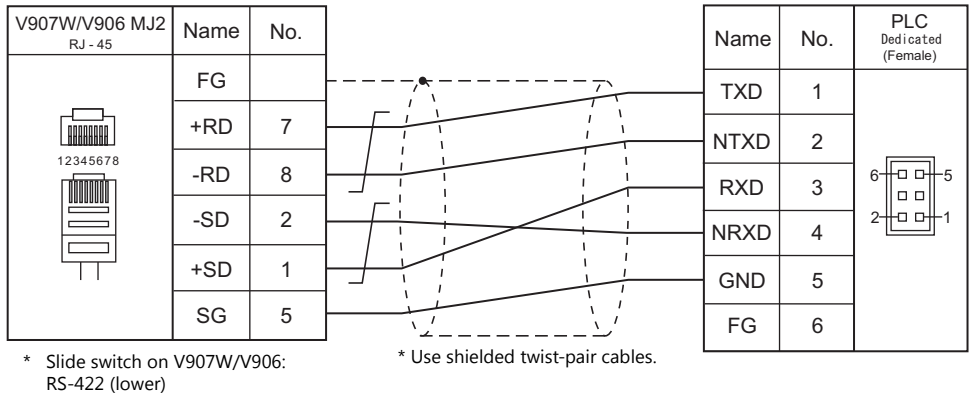 V907W/V906 MJ2
RJ - 45
Name No.
FG
+RD 7
-RD 8
-SD 2
+SD 1
SG 5
12345678
Name No.
PLC
Dedicated
(Female)
TXD 1
NTXD 2
RXD 3
NRXD 4
GND 5
FG 6
6 5
2 1
* Slide switch on V907W/V906:
RS-422 (lower)
* Use shielded twist-pair cables.